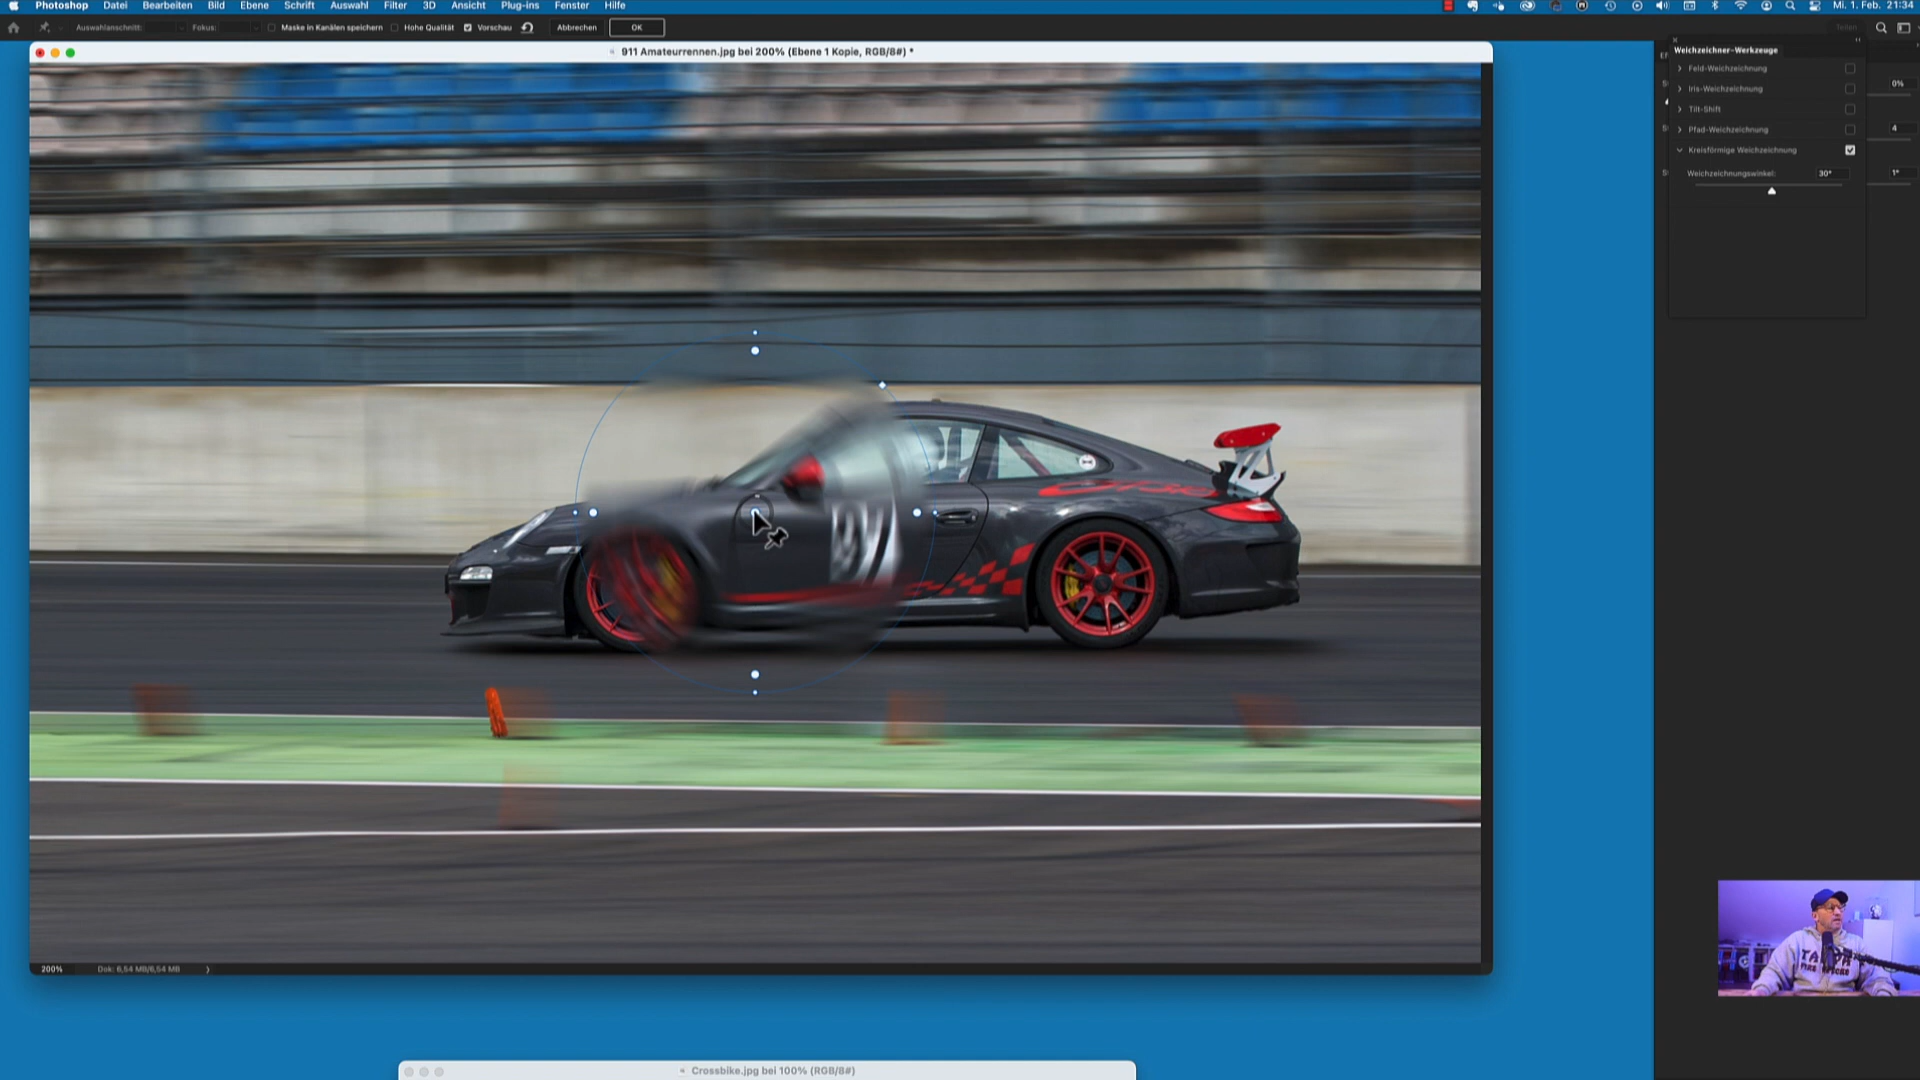 Photoshop Datei Bearbeiten Bild Ebene Schrift Auswahl Filter 3D Ansicht Plug-ins Fenster Hilfe
Mi. 1. Feb. 21:34
Auswahlanschnitt: Fokus: Maske in Kanälen speichern Hohe Qualität Vorschau Abbrechen OK
Teilen
911 Amateurrennen.jpg bei 200% (Ebene 1 Kopie, RGB/8#) *
Weichzeichner-Werkzeuge
Feld-Weichzeichnung
0%
Iris-Weichzeichnung
Tilt-Shift
Pfad-Weichzeichnung
4
Kreisförmige Weichzeichnung
Weichzeichnungswinkel: 30°
1°
200% Dok: 6,54 MB/6,54 MB
Crossbike.jpg bei 100% (RGB/8#)